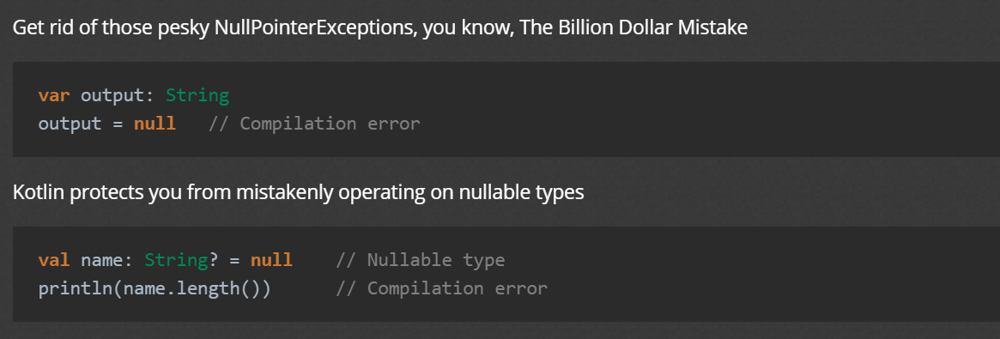 Get rid of those pesky NullPointerExceptions, you know, The Billion Dollar Mistake
var output: String
output = null   // Compilation error
Kotlin protects you from mistakenly operating on nullable types
val name: String? = null    // Nullable type
println(name.length())      // Compilation error